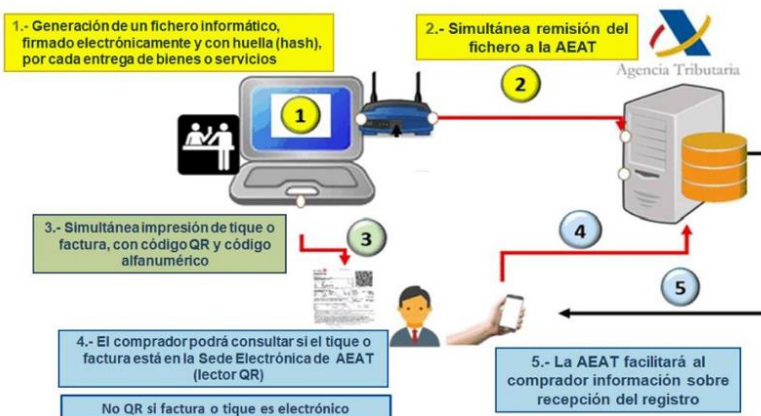 1.- Generación de un fichero informático,
firmado electrónicamente y con huella (hash),
por cada entrega de bienes o servicios
2.- Simultánea remisión del
fichero a la AEAT
Agencia Tributaria
1
2
3.- Simultánea impresión de tique o
factura, con código QR y código
alfanumérico
3
4
5
4.- El comprador podrá consultar si el tique o
factura está en la Sede Electrónica de AEAT
(lector QR)
No QR si factura o tique es electrónico
5.- La AEAT facilitará al
comprador información sobre
recepción del registro